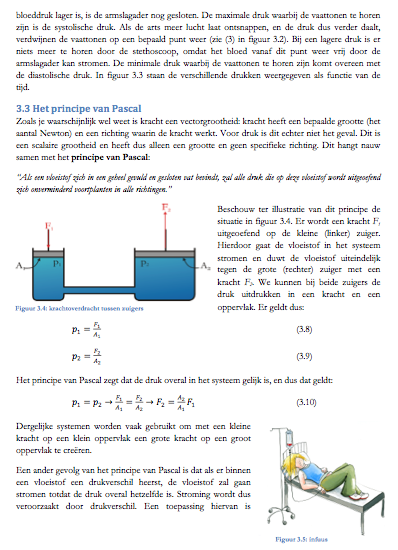 bloeddruk lager is, is de armslagader nog gesloten. De maximale druk waarbij de vaattonen te horen
zijn is de systolische druk. Als de arts meer lucht laat ontsnappen, en de druk dus verder daalt,
verdwijnen de vaattonen op een bepaald punt weer (zie (3) in figuur 3.2). Bij een lagere druk is er
niets meer te horen door de stethoscoop, omdat het bloed vanaf dit punt weer vrij door de
armslagader kan stromen. De minimale druk waarbij de vaattonen te horen zijn komt overeen met
de diastolische druk. In figuur 3.3 staan de verschillende drukken weergegeven als functie van de
tijd.
3.3 Het principe van Pascal
Zoals je waarschijnlijk wel weet is kracht een vectorgrootheid: kracht heeft een bepaalde grootte (het
aantal Newton) en een richting waarin de kracht werkt. Voor druk is dit echter niet het geval. Dit is
een scalaire grootheid en heeft dus alleen een grootte en geen specifieke richting. Dit hangt nauw
samen met het principe van Pascal:
"Als een vloeistof zich in een geheel gevuld en gesloten vat bevindt, zal alle druk die op deze vloeistof wordt uitgeoefend
zich onverminderd voortplanten in alle richtingen."
F₁
F₂
A₁
P₁
P₂
A₂
Figuur 3.4: krachtoverdracht tussen zuigers
Beschouw ter illustratie van dit principe de
situatie in figuur 3.4. Er wordt een kracht F₁
uitgeoefend op de kleine (linker) zuiger.
Hierdoor gaat de vloeistof in het systeem
stromen en duwt de vloeistof uiteindelijk
tegen de grote (rechter) zuiger met een
kracht F₂. We kunnen bij beide zuigers de
druk uitdrukken in een kracht en een
oppervlak. Er geldt dus:
p₁ = F₁/A₁ (3.8)
p₂ = F₂/A₂ (3.9)
Het principe van Pascal zegt dat de druk overal in het systeem gelijk is, en dus dat geldt:
p₁ = p₂ → F₁/A₁ = F₂/A₂ → F₂ = A₂/A₁ F₁ (3.10)
Dergelijke systemen worden vaak gebruikt om met een kleine
kracht op een klein oppervlak een grote kracht op een groot
oppervlak te creëren.
Een ander gevolg van het principe van Pascal is dat als er binnen
een vloeistof een drukverschil heerst, de vloeistof zal gaan
stromen totdat de druk overal hetzelfde is. Stroming wordt dus
veroorzaakt door drukverschil. Een toepassing hiervan is
Figuur 3.5: infuus